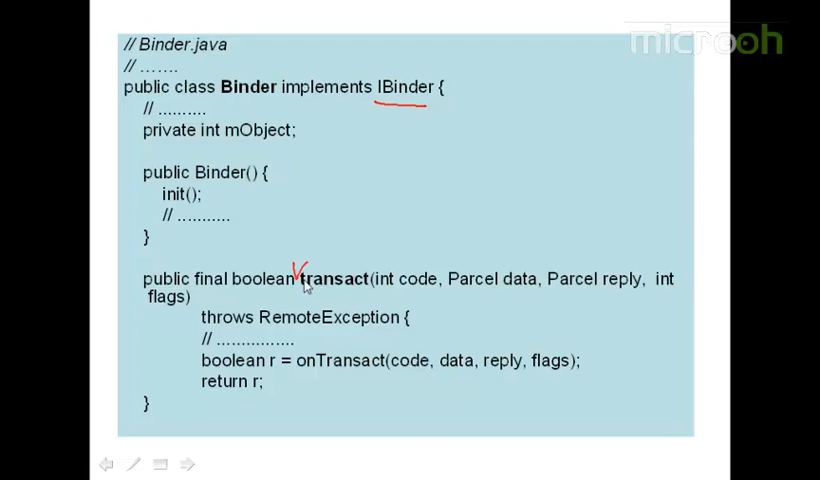 microoh
// Binder.java
// …….
public class Binder implements IBinder {
// ..........
private int mObject;
public Binder() {
init();
// ...........
}
public final boolean transact(int code, Parcel data, Parcel reply, int
flags)
throws RemoteException {
// ................
boolean r = onTransact(code, data, reply, flags);
return r;
}